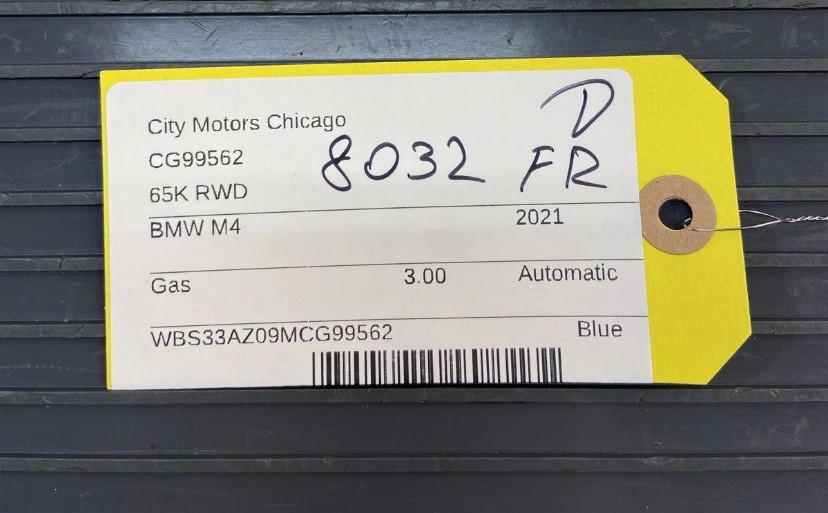 City Motors Chicago
D
CG99562
8032 FR
65K RWD
BMW M4 2021
Gas 3.00 Automatic
WBS33AZ09MCG99562 Blue